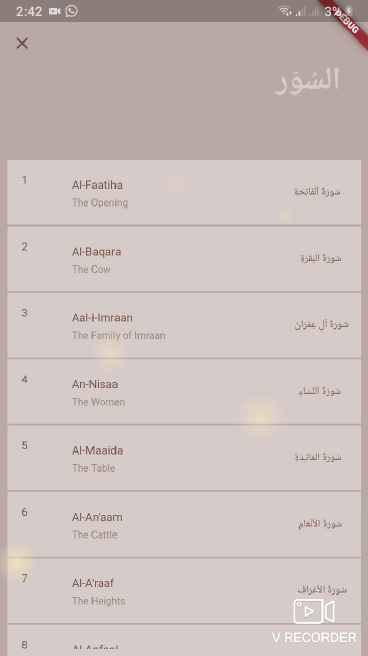 2:42
3%
DEBUG
السُّوَر
1
Al-Faatiha
The Opening
سُورَةُ ٱلْفَاتِحَةِ
2
Al-Baqara
The Cow
سُورَةُ البَقَرَةِ
3
Aal-i-Imraan
The Family of Imraan
سُورَةُ آلِ عِمۡرَانَ
4
An-Nisaa
The Women
سُورَةُ النِّسَاءِ
5
Al-Maaida
The Table
سُورَةُ المَائـِدَةِ
6
Al-An'aam
The Cattle
سُورَةُ الأَنۡعَامِ
7
Al-A'raaf
The Heights
سُورَةُ الأَعۡرَافِ
8
V RECORDER